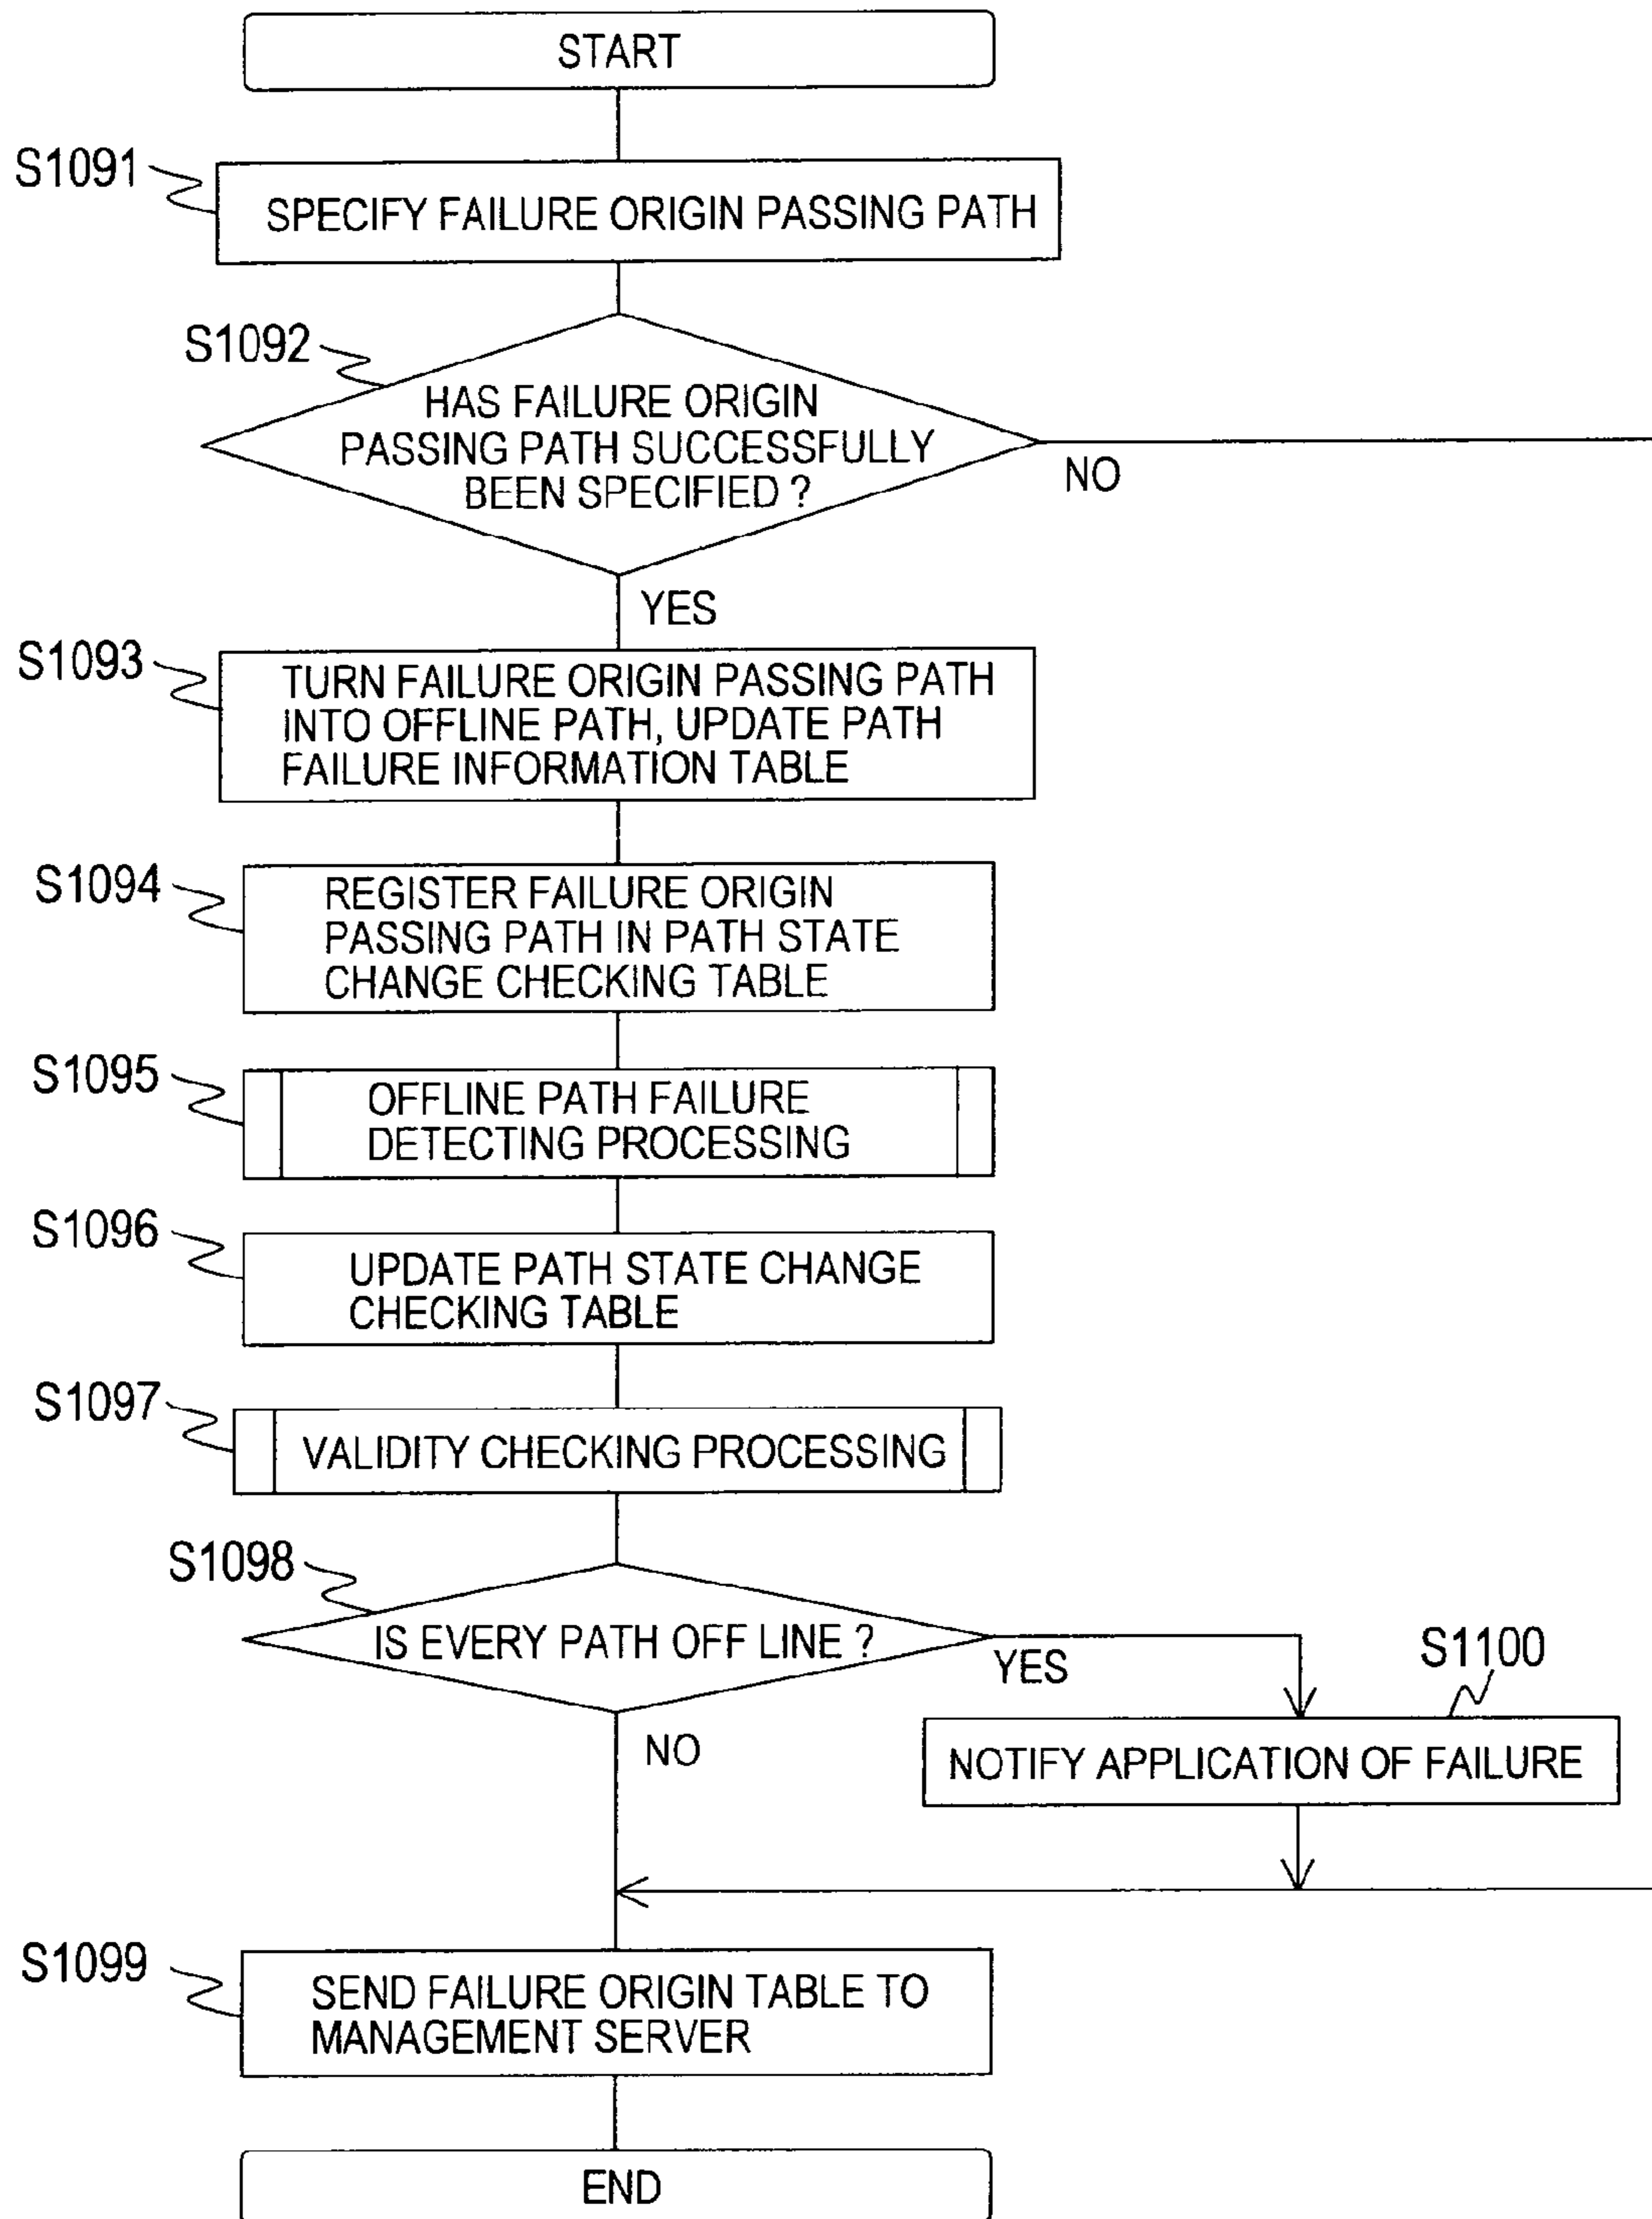 START
S1091
SPECIFY FAILURE ORIGIN PASSING PATH
S1092
HAS FAILURE ORIGIN
PASSING PATH SUCCESSFULLY
BEEN SPECIFIED ?
NO
YES
S1093
TURN FAILURE ORIGIN PASSING PATH
INTO OFFLINE PATH, UPDATE PATH
FAILURE INFORMATION TABLE
S1094
REGISTER FAILURE ORIGIN
PASSING PATH IN PATH STATE
CHANGE CHECKING TABLE
S1095
OFFLINE PATH FAILURE
DETECTING PROCESSING
S1096
UPDATE PATH STATE CHANGE
CHECKING TABLE
S1097
VALIDITY CHECKING PROCESSING
S1098
IS EVERY PATH OFF LINE ?
YES
S1100
NO
NOTIFY APPLICATION OF FAILURE
S1099
SEND FAILURE ORIGIN TABLE TO
MANAGEMENT SERVER
END